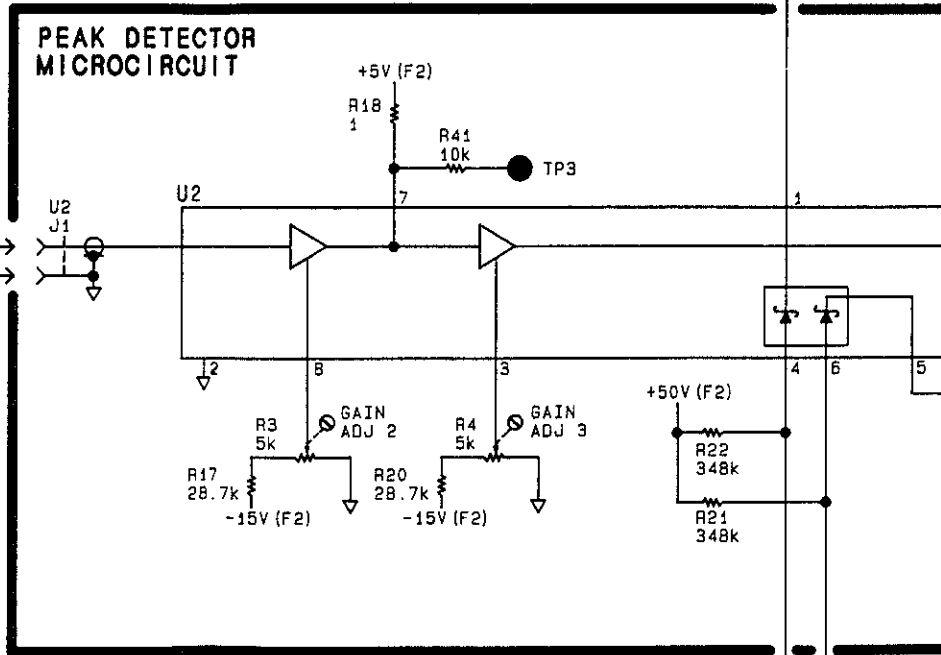 PEAK DETECTOR
MICROCIRCUIT
+5V (F2)
R18
1
R41
10k
TP3
U2
7
1
U2
J1
2
8
3
4
6
5
R3
5k
GAIN
ADJ 2
R4
5k
GAIN
ADJ 3
+50V (F2)
R22
348k
R17
28.7k
-15V (F2)
R20
28.7k
-15V (F2)
R21
348k